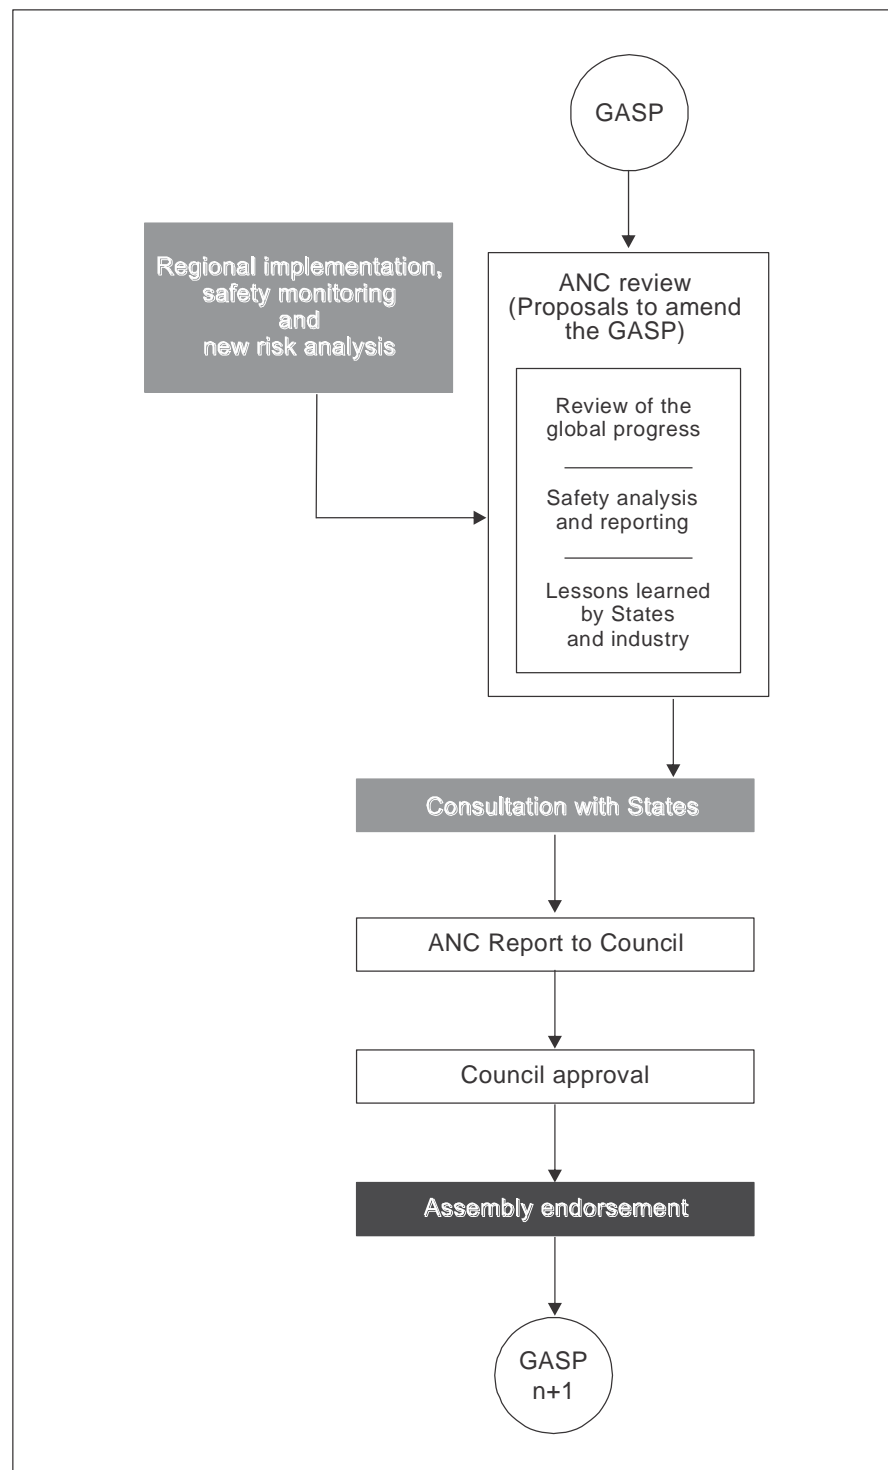 GASP
Regional implementation,
safety monitoring
and
new risk analysis
ANC review
(Proposals to amend
the GASP)
Review of the
global progress
Safety analysis
and reporting
Lessons learned
by States
and industry
Consultation with States
ANC Report to Council
Council approval
Assembly endorsement
GASP
n+1